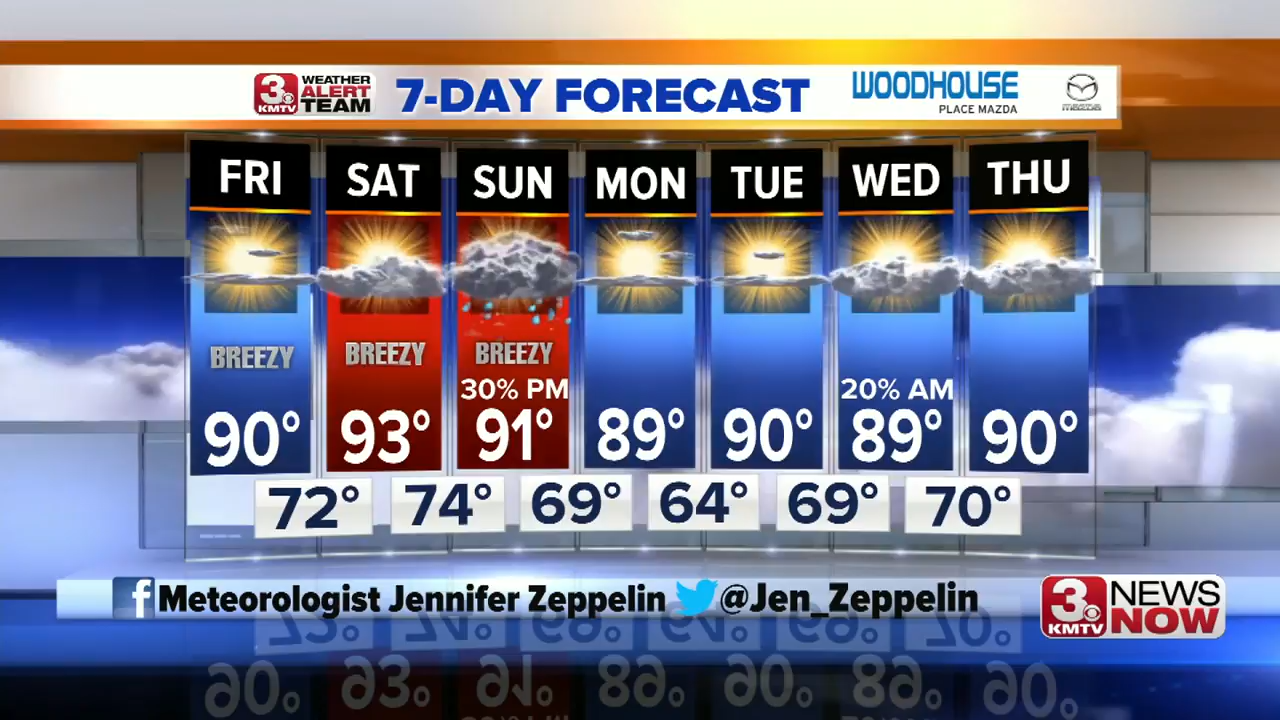 3 KMTV WEATHER ALERT TEAM
7-DAY FORECAST
WOODHOUSE
PLACE MAZDA
mazda
FRI SAT SUN MON TUE WED THU
BREEZY BREEZY BREEZY
30% PM 20% AM
90° 93° 91° 89° 90° 89° 90°
72° 74° 69° 64° 69° 70°
f Meteorologist Jennifer Zeppelin @Jen_Zeppelin
3 KMTV NEWS NOW